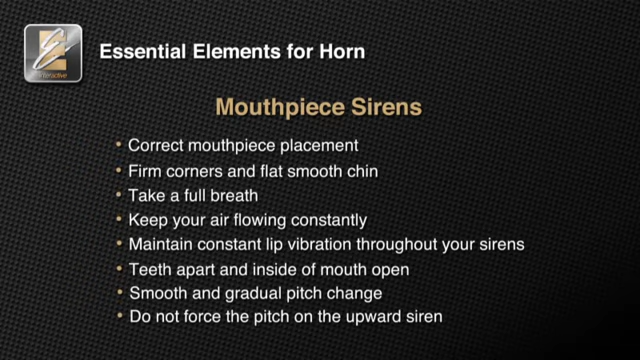 interactive
Essential Elements for Horn
Mouthpiece Sirens
• Correct mouthpiece placement
• Firm corners and flat smooth chin
• Take a full breath
• Keep your air flowing constantly
• Maintain constant lip vibration throughout your sirens
• Teeth apart and inside of mouth open
• Smooth and gradual pitch change
• Do not force the pitch on the upward siren